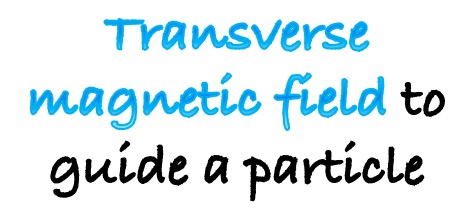 Transverse
magnetic field to
guide a particle